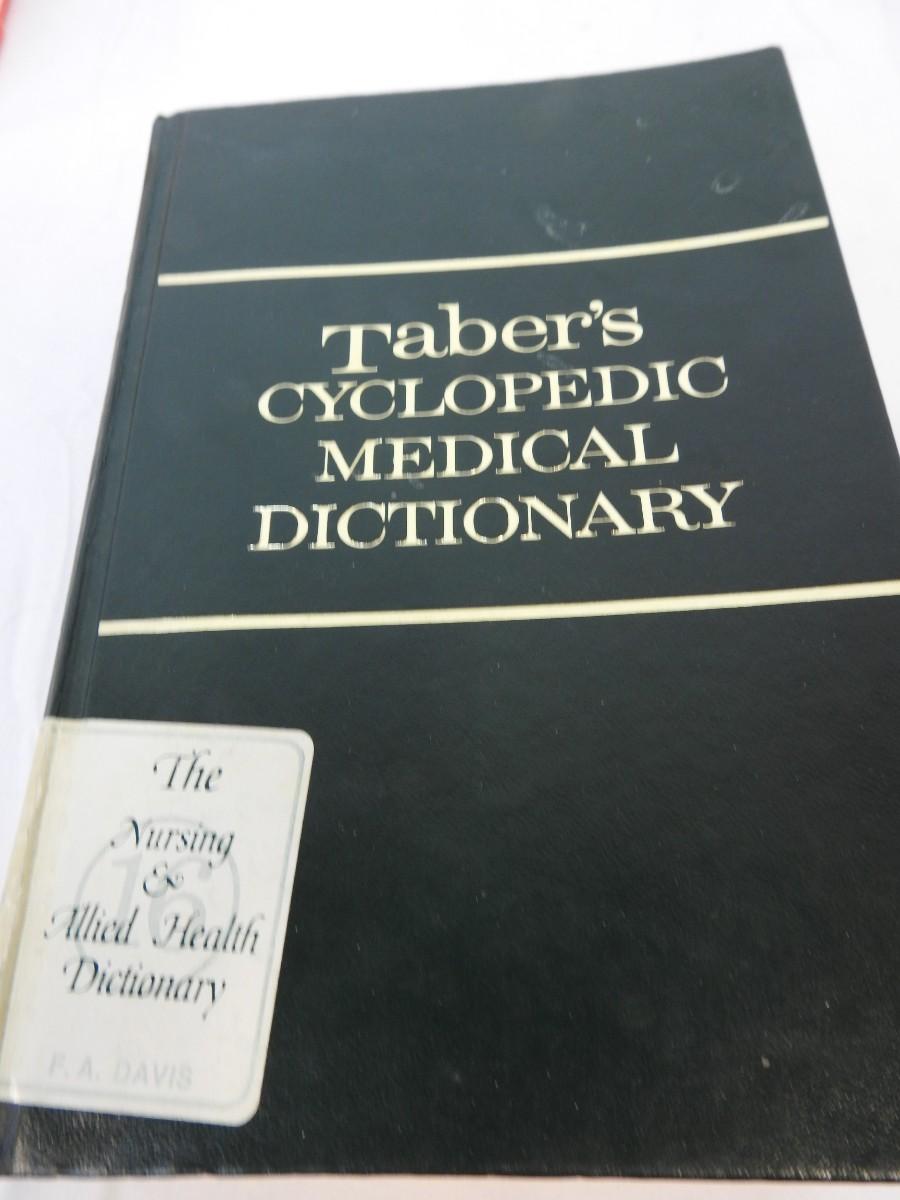 Taber's
CYCLOPEDIC
MEDICAL
DICTIONARY
The
Nursing
&
16
Allied Health
Dictionary
F. A. DAVIS